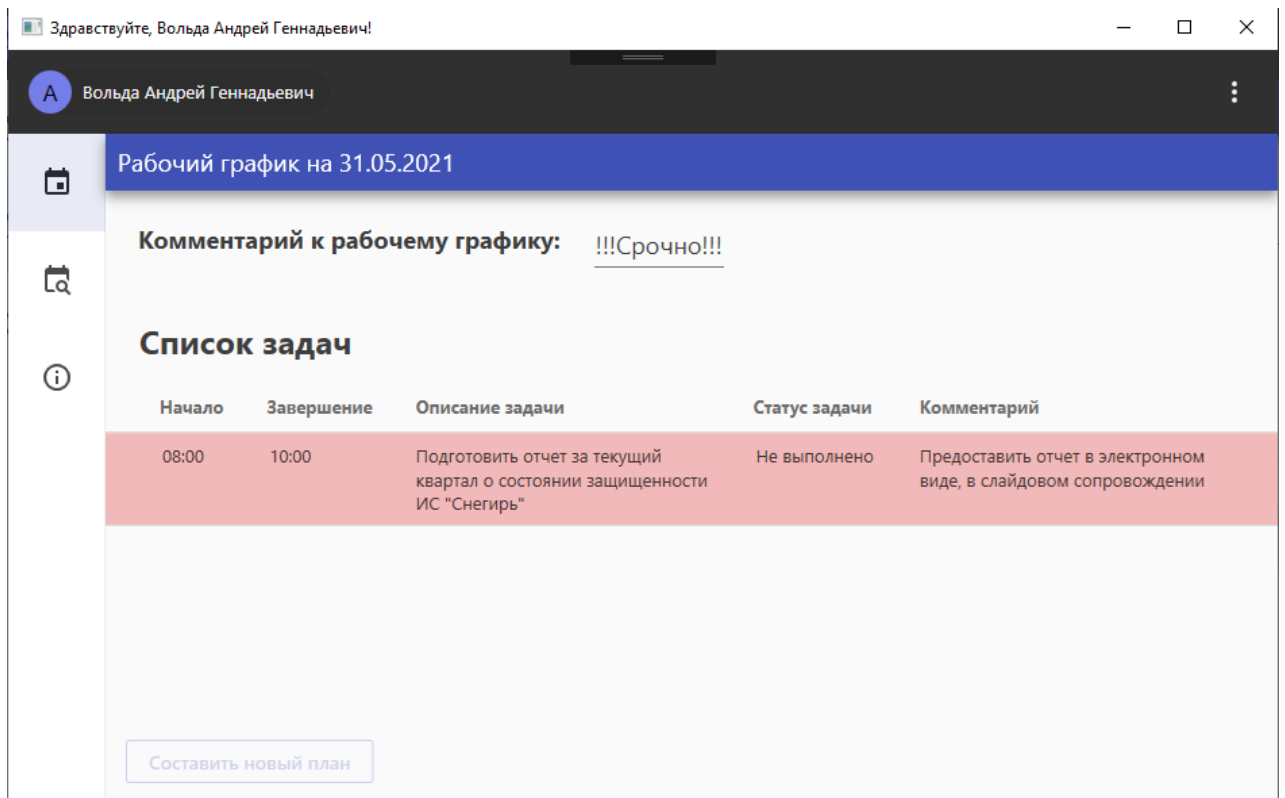 Здравствуйте, Вольда Андрей Геннадьевич!
А Вольда Андрей Геннадьевич
Рабочий график на 31.05.2021
Комментарий к рабочему графику: !!!Срочно!!!
Список задач
Начало Завершение Описание задачи Статус задачи Комментарий
08:00 10:00 Подготовить отчет за текущий Не выполнено Предоставить отчет в электронном
квартал о состоянии защищенности виде, в слайдовом сопровождении
ИС "Снегирь"
Составить новый план